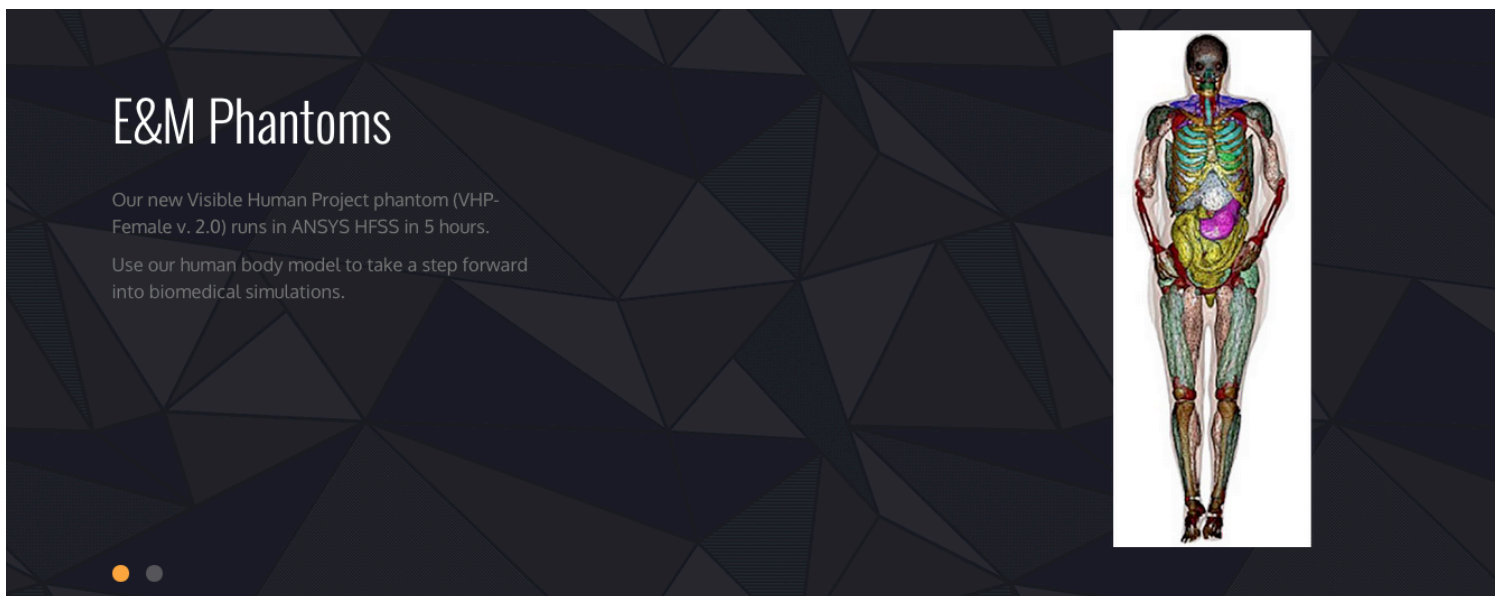 E&M Phantoms
Our new Visible Human Project phantom (VHP-
Female v. 2.0) runs in ANSYS HFSS in 5 hours.
Use our human body model to take a step forward
into biomedical simulations.